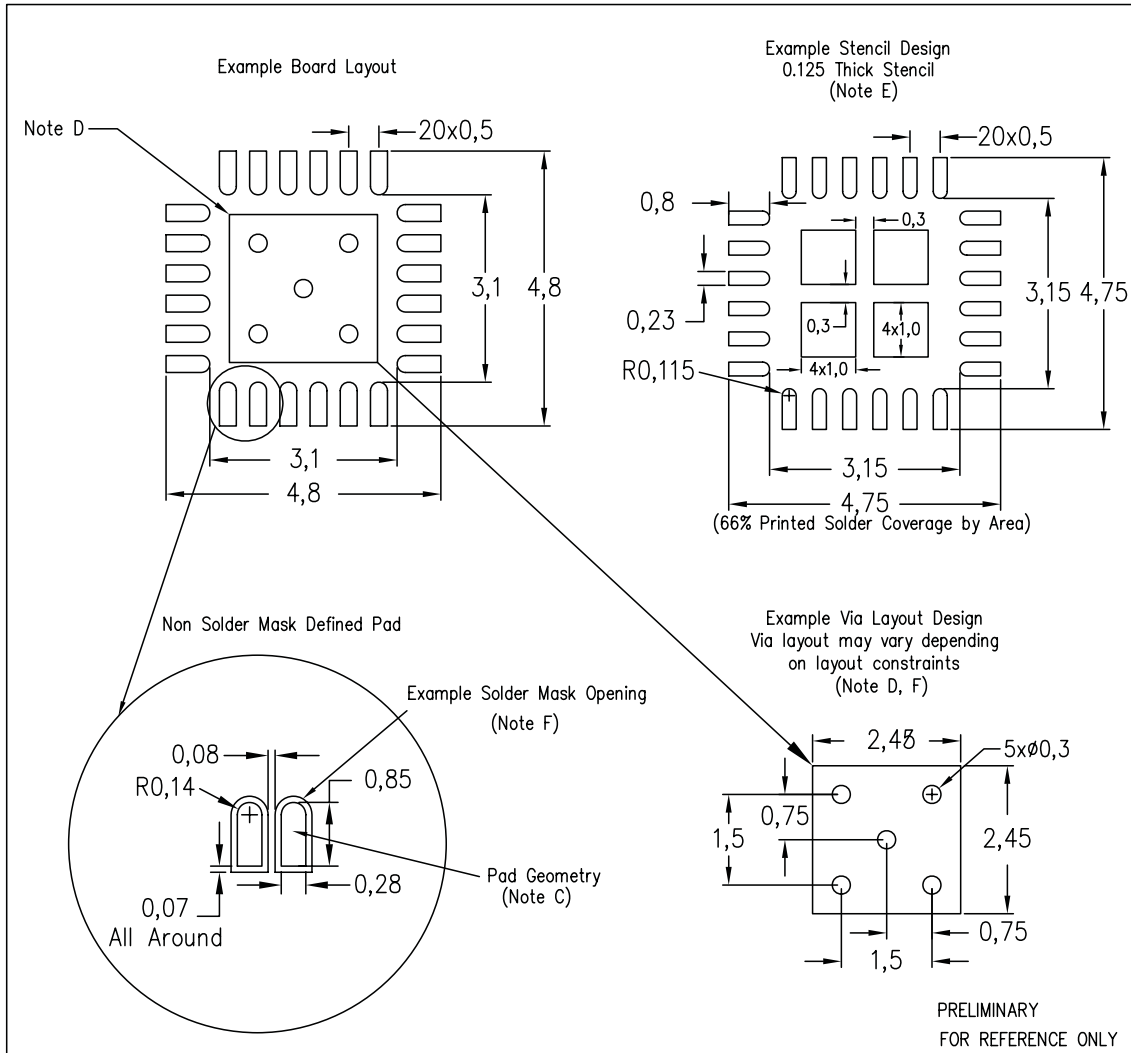 Example Board Layout
Note D
20x0,5
3,1
4,8
3,1
4,8
Example Stencil Design
0.125 Thick Stencil
(Note E)
20x0,5
0,8
0,3
0,23
0,3
4x1,0
4x1,0
R0,115
3,15
4,75
3,15
4,75
(66% Printed Solder Coverage by Area)
Non Solder Mask Defined Pad
Example Solder Mask Opening
(Note F)
0,08
R0,14
0,85
0,28
Pad Geometry
(Note C)
0,07
All Around
Example Via Layout Design
Via layout may vary depending
on layout constraints
(Note D, F)
5xø0,3
0,75
1,5
2,45
0,75
1,5
PRELIMINARY
FOR REFERENCE ONLY